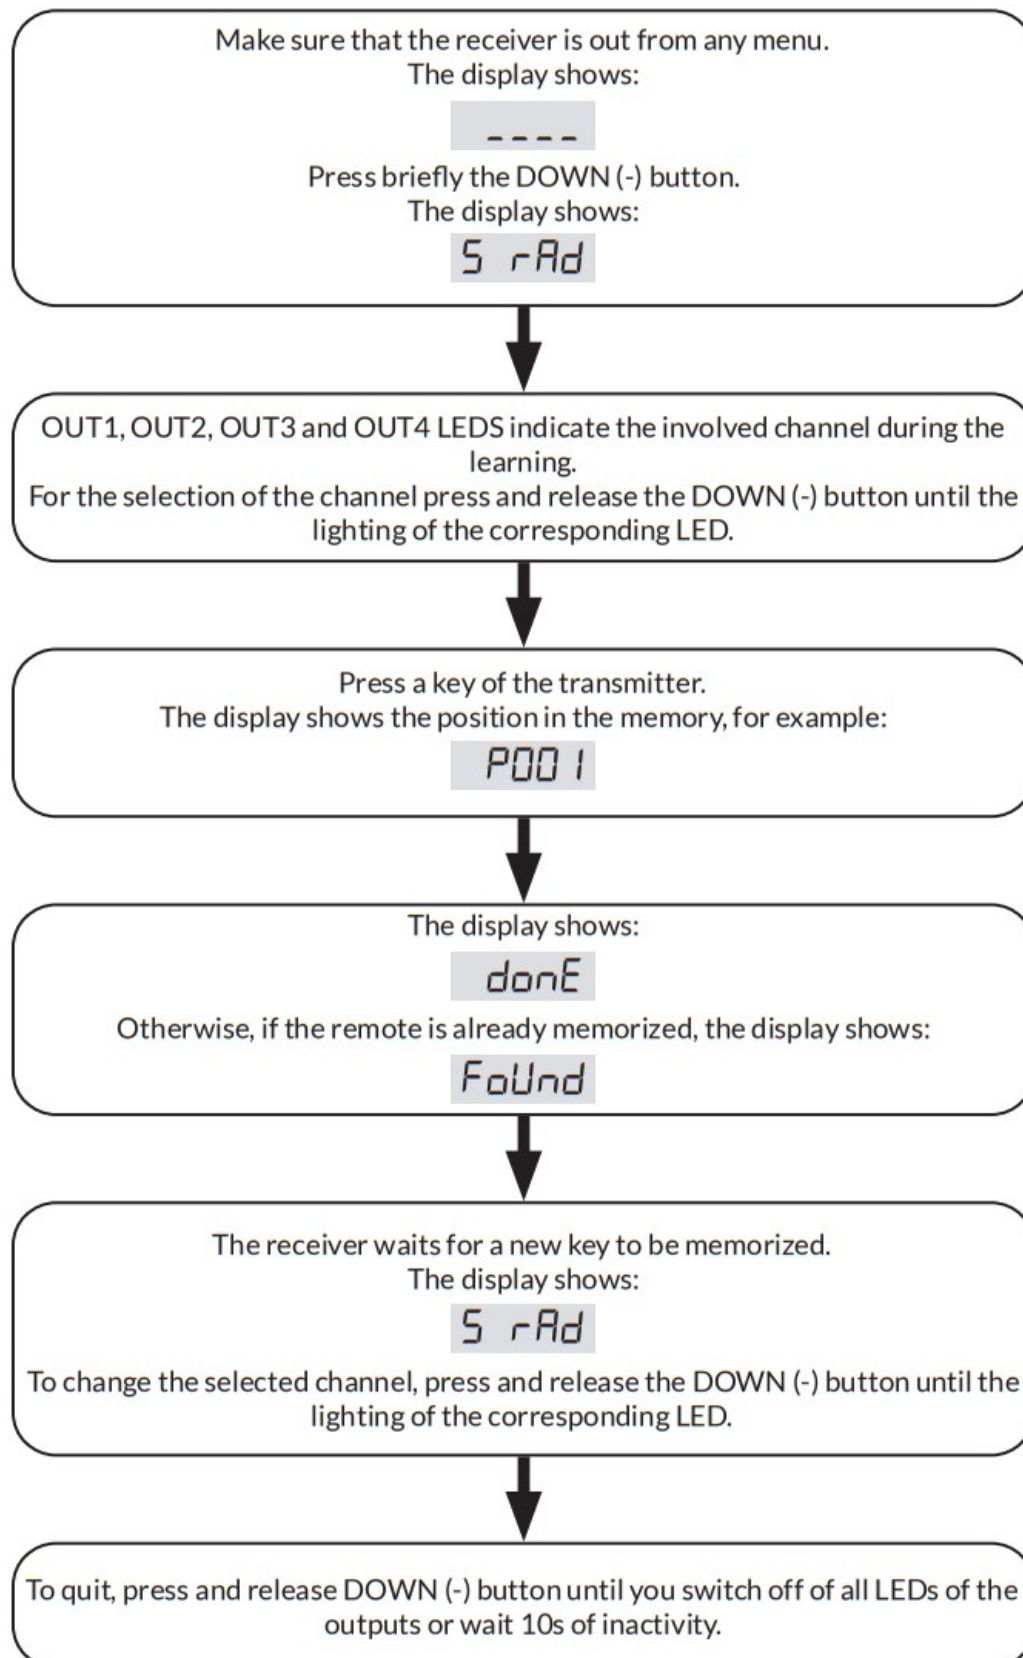 Make sure that the receiver is out from any menu.
The display shows:
_ _ _ _
Press briefly the DOWN (-) button.
The display shows:
S rAd
OUT1, OUT2, OUT3 and OUT4 LEDS indicate the involved channel during the
learning.
For the selection of the channel press and release the DOWN (-) button until the
lighting of the corresponding LED.
Press a key of the transmitter.
The display shows the position in the memory, for example:
P001
The display shows:
donE
Otherwise, if the remote is already memorized, the display shows:
FoUnd
The receiver waits for a new key to be memorized.
The display shows:
S rAd
To change the selected channel, press and release the DOWN (-) button until the
lighting of the corresponding LED.
To quit, press and release DOWN (-) button until you switch off of all LEDs of the
outputs or wait 10s of inactivity.